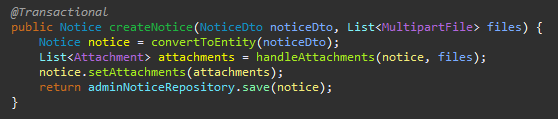 @Transactional
public Notice createNotice(NoticeDto noticeDto, List<MultipartFile> files) {
    Notice notice = convertToEntity(noticeDto);
    List<Attachment> attachments = handleAttachments(notice, files);
    notice.setAttachments(attachments);
    return adminNoticeRepository.save(notice);
}